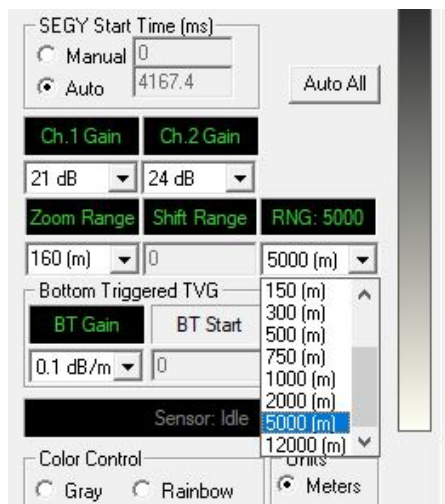 SEGY Start Time (ms)
Manual 0
Auto 4167.4
Auto All
Ch.1 Gain Ch.2 Gain
21 dB 24 dB
Zoom Range Shift Range RNG: 5000
160 (m) 0 5000 (m)
Bottom Triggered TVG
150 (m)
300 (m)
BT Gain BT Start
500 (m)
750 (m)
0.1 dB/m 0
1000 (m)
2000 (m)
Sensor: Idle
5000 (m)
12000 (m)
Color Control Units
Gray Rainbow Meters